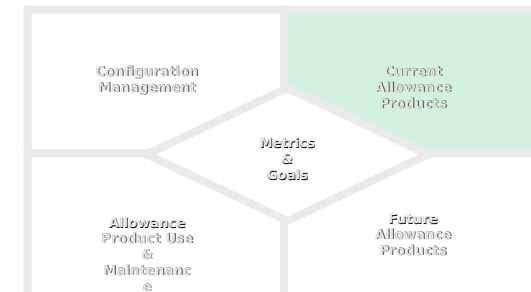 Configuration
Management
Current
Allowance
Products
Metrics
&
Goals
Allowance
Product Use
&
Maintenanc
e
Future
Allowance
Products